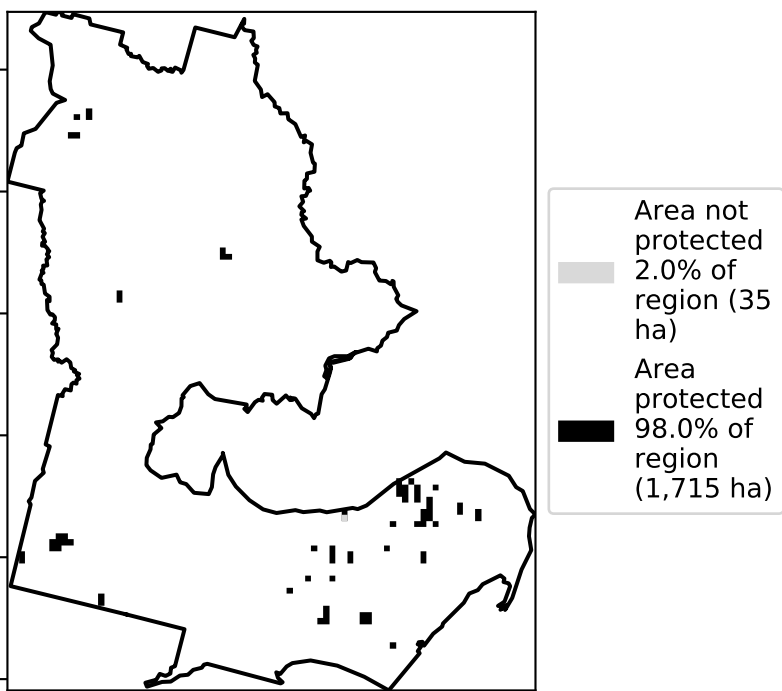 Area not
protected
2.0% of
region (35
ha)
Area
protected
98.0% of
region
(1,715 ha)